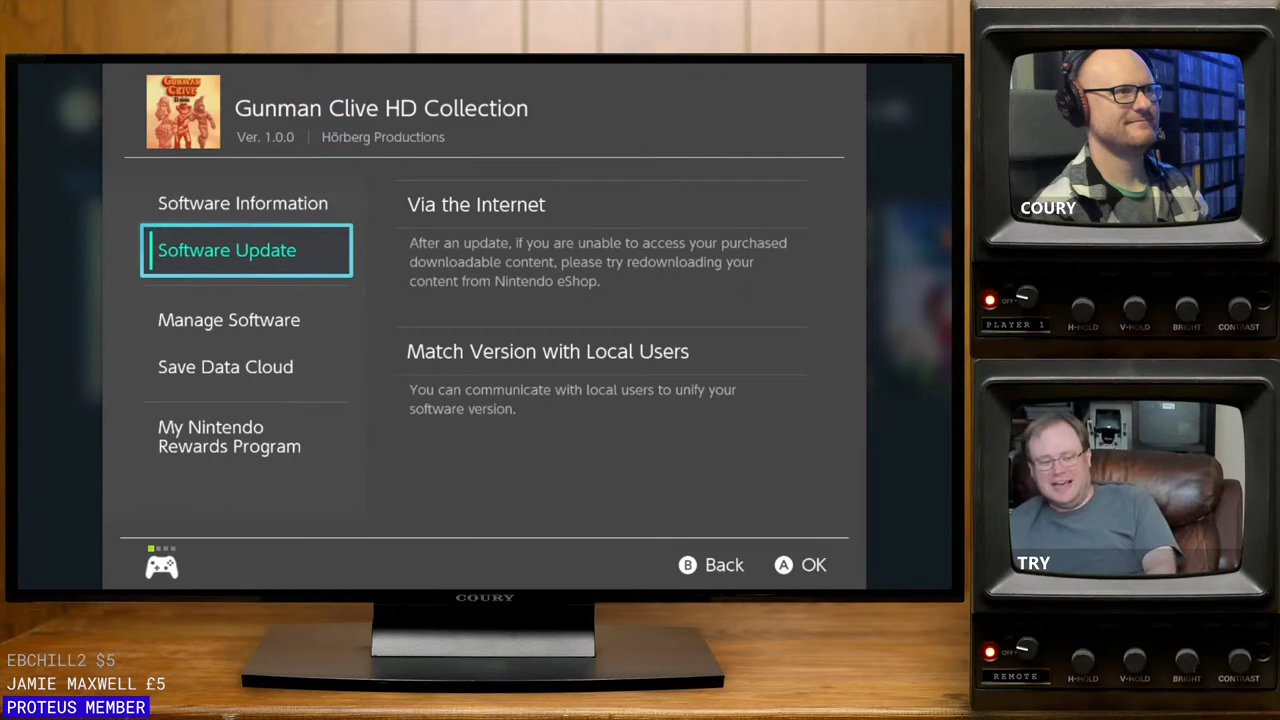 GUNMAN
CLIVE
Gunman Clive HD Collection
Ver. 1.0.0
Hörberg Productions
Software Information
Software Update
Manage Software
Save Data Cloud
My Nintendo
Rewards Program
Via the Internet
After an update, if you are unable to access your purchased
downloadable content, please try redownloading your
content from Nintendo eShop.
Match Version with Local Users
You can communicate with local users to unify your
software version.
B Back
A OK
COURY
EBCHILL2 $5
JAMIE MAXWELL £5
PROTEUS MEMBER
COURY
OFF
PLAYER 1
H-HOLD
V-HOLD
BRIGHT
CONTRAST
TRY
OFF
REMOTE
H-HOLD
V-HOLD
BRIGHT
CONTRAST